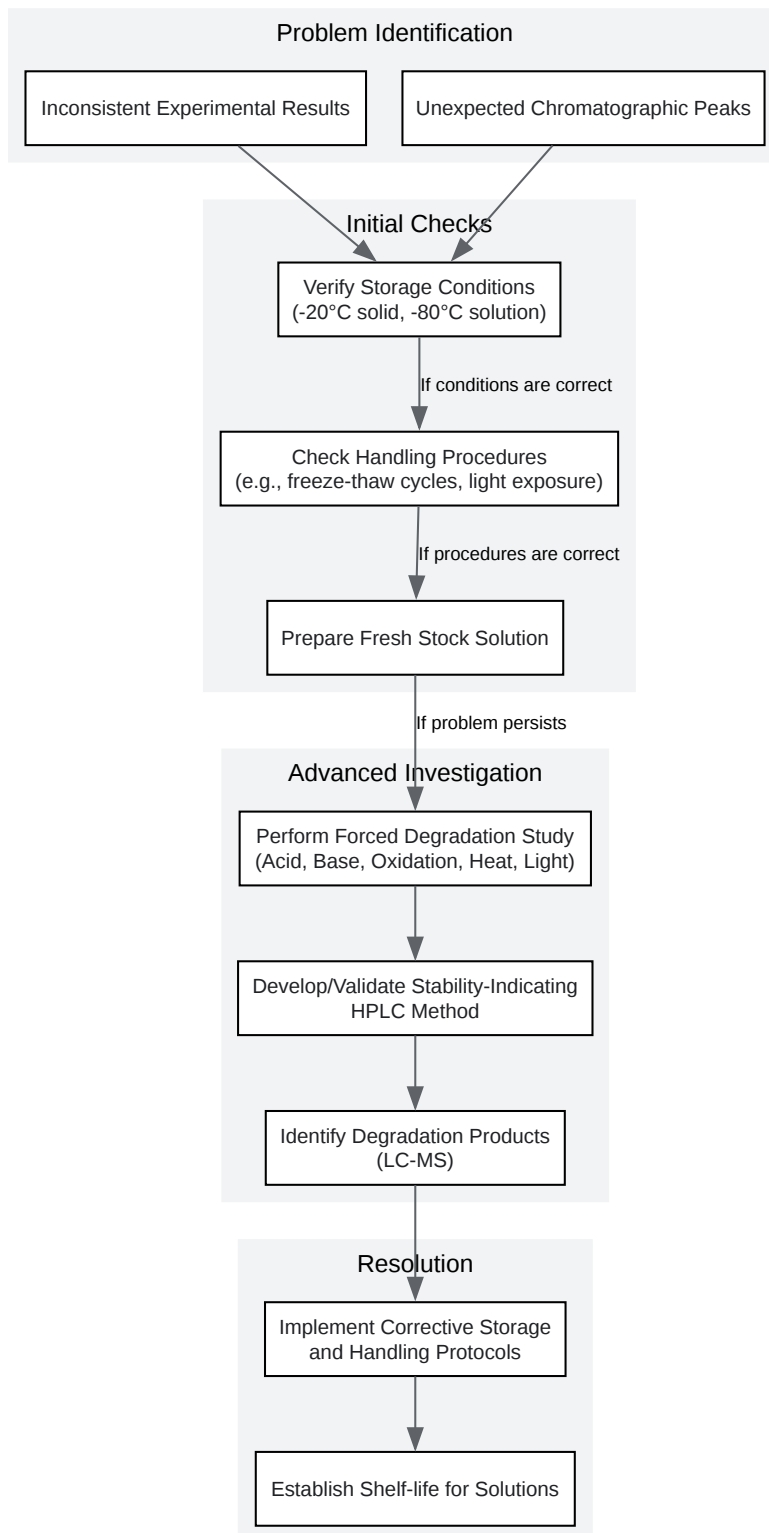 Problem Identification
Inconsistent Experimental Results
Unexpected Chromatographic Peaks
Initial Checks
Verify Storage Conditions
(-20°C solid, -80°C solution)
If conditions are correct
Check Handling Procedures
(e.g., freeze-thaw cycles, light exposure)
If procedures are correct
Prepare Fresh Stock Solution
If problem persists
Advanced Investigation
Perform Forced Degradation Study
(Acid, Base, Oxidation, Heat, Light)
Develop/Validate Stability-Indicating
HPLC Method
Identify Degradation Products
(LC-MS)
Resolution
Implement Corrective Storage
and Handling Protocols
Establish Shelf-life for Solutions